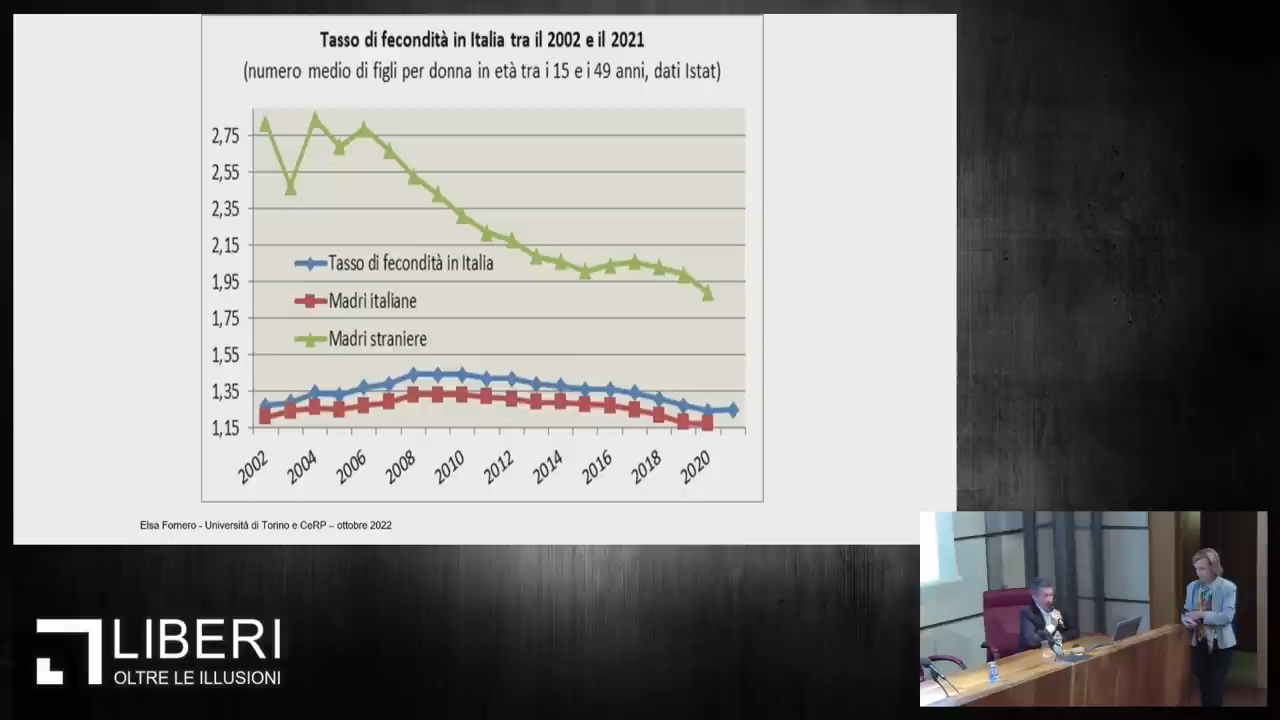 Tasso di fecondità in Italia tra il 2002 e il 2021
(numero medio di figli per donna in età tra i 15 e i 49 anni, dati Istat)
2,75
2,55
2,35
2,15
1,95
1,75
1,55
1,35
1,15
Tasso di fecondità in Italia
Madri italiane
Madri straniere
2002 2004 2006 2008 2010 2012 2014 2016 2018 2020
Elsa Fornero - Università di Torino e CeRP – ottobre 2022
LIBERI
OLTRE LE ILLUSIONI